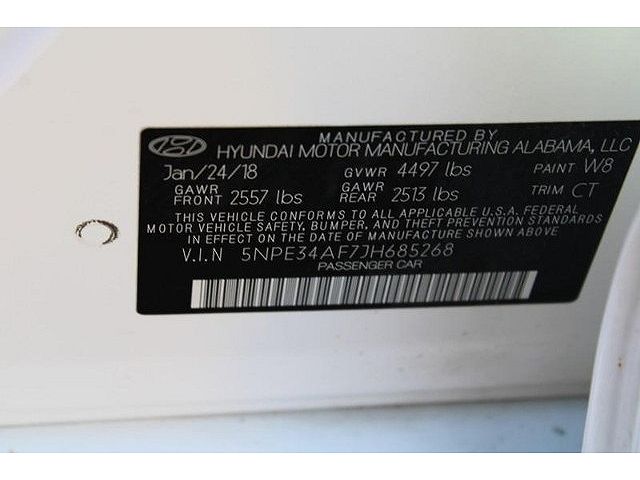 MANUFACTURED BY
HYUNDAI MOTOR MANUFACTURING ALABAMA, LLC
Jan/24/18 GVWR 4497 lbs PAINT W8
GAWR FRONT 2557 lbs GAWR REAR 2513 lbs TRIM CT
THIS VEHICLE CONFORMS TO ALL APPLICABLE U.S.A. FEDERAL
MOTOR VEHICLE SAFETY, BUMPER, AND THEFT PREVENTION STANDARDS
IN EFFECT ON THE DATE OF MANUFACTURE SHOWN ABOVE
V.I.N 5NPE34AF7JH685268
PASSENGER CAR